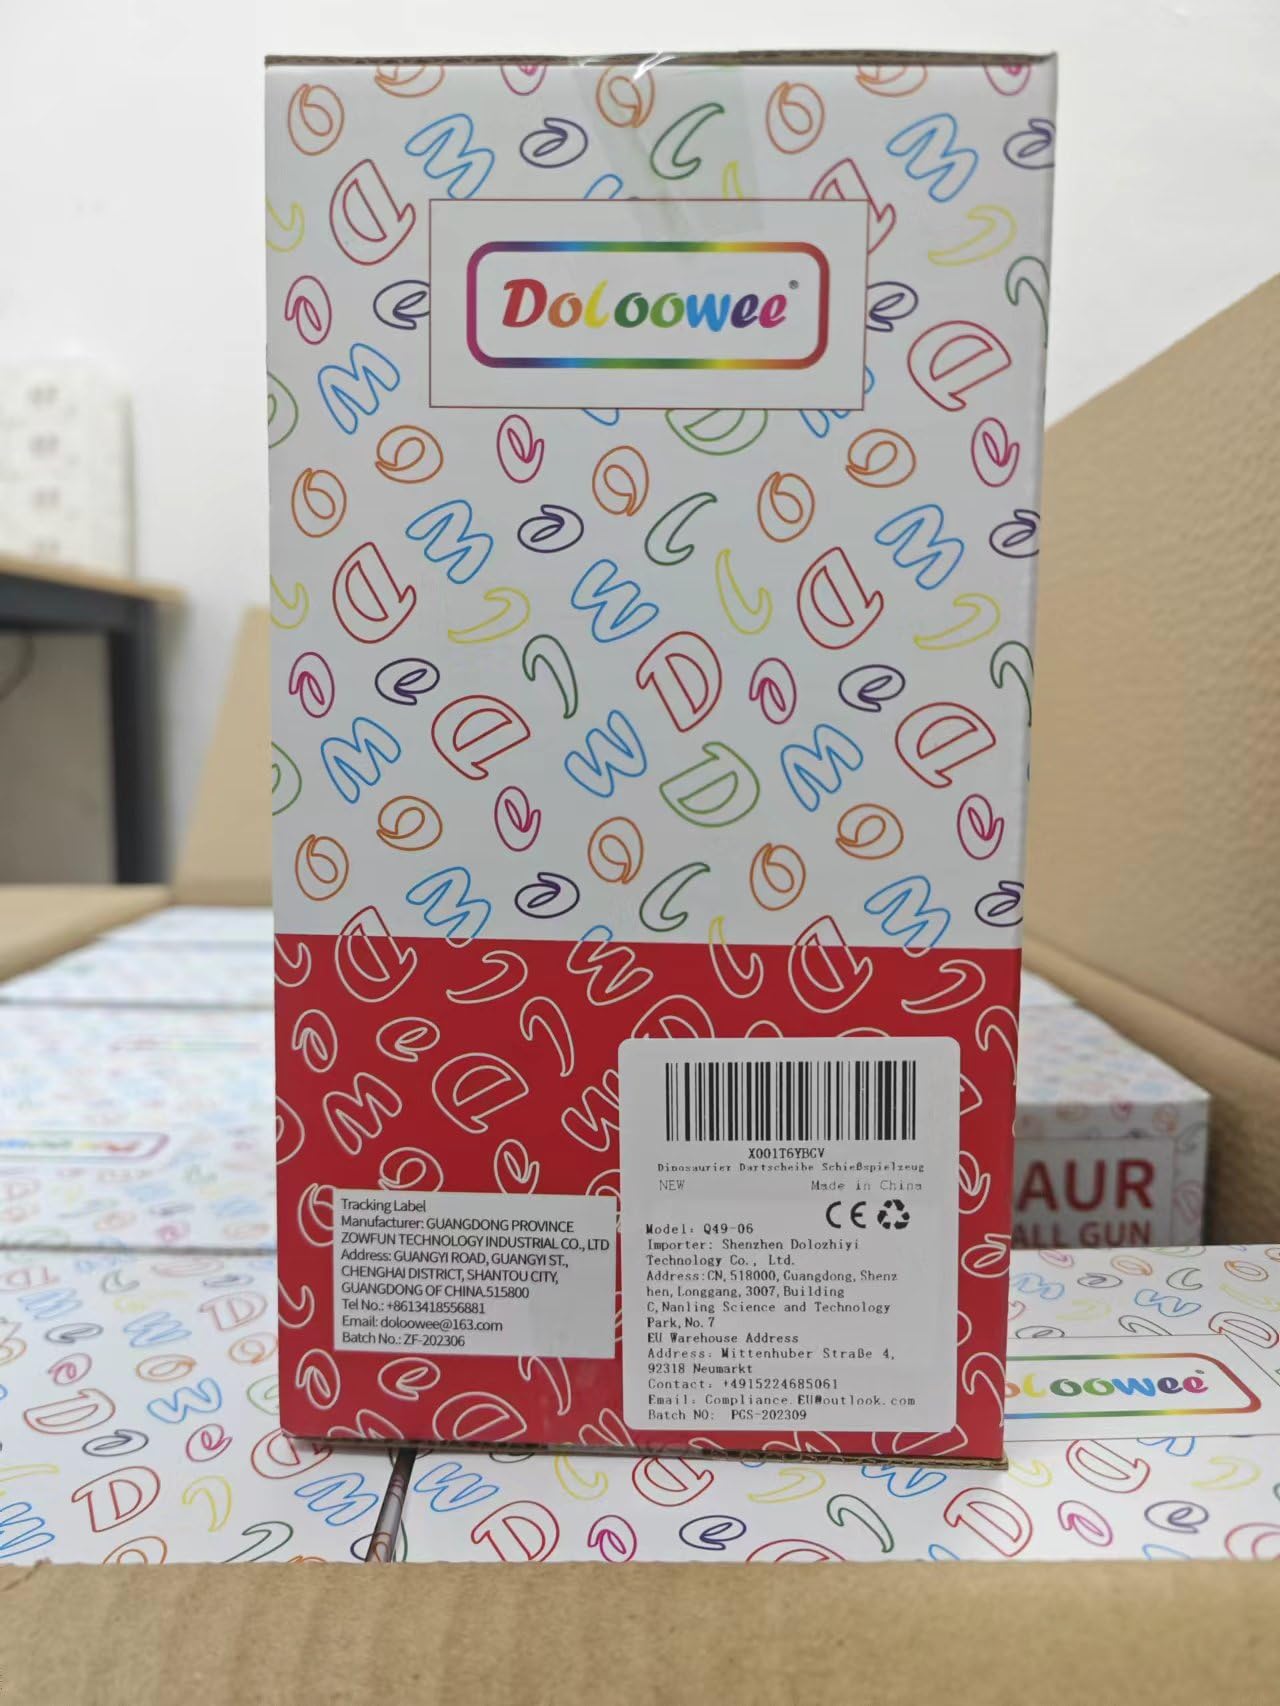 Doloowee®
X001T6YBGV
Dinosaurier Dartscheibe Schießspielzeug
NEW Made in China
CE
Model: Q49-06
Importer: Shenzhen Dolozhiyi
Technology Co., Ltd.
Address:CN, 518000, Guangdong, Shenz
hen, Longgang, 3007, Building
C, Nanling Science and Technology
Park, No. 7
EU Warehouse Address
Address: Mittenhuber Straße 4,
92318 Neumarkt
Contact: +4915224685061
Email: Compliance.EU@outlook.com
Batch NO: PGS-202309
Tracking Label
Manufacturer: GUANGDONG PROVINCE
ZOWFUN TECHNOLOGY INDUSTRIAL CO., LTD
Address: GUANGYI ROAD, GUANGYI ST.,
CHENGHAI DISTRICT, SHANTOU CITY,
GUANGDONG OF CHINA.515800
Tel No.: +8613418556881
Email: doloowee@163.com
Batch No.: ZF-202306
AUR
ALL GUN
oloowee